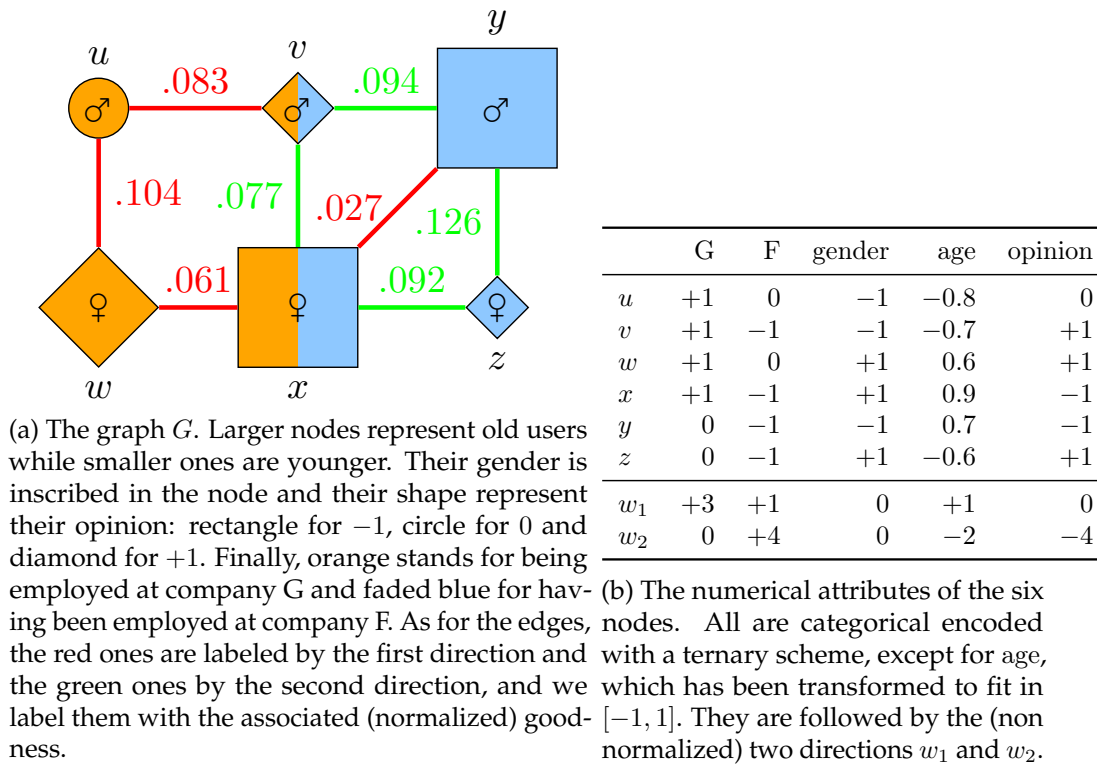 y
u
v
.083
.094
♂
♂
♂
.104
.077
.027
.126
.061
.092
♀
♀
♀
w
x
z
(a) The graph G. Larger nodes represent old users
while smaller ones are younger. Their gender is
inscribed in the node and their shape represent
their opinion: rectangle for −1, circle for 0 and
diamond for +1. Finally, orange stands for being
employed at company G and faded blue for hav-
ing been employed at company F. As for the edges,
the red ones are labeled by the first direction and
the green ones by the second direction, and we
label them with the associated (normalized) good-
ness.
G F gender age opinion
u +1 0 −1 −0.8 0
v +1 −1 −1 −0.7 +1
w +1 0 +1 0.6 +1
x +1 −1 +1 0.9 −1
y 0 −1 −1 0.7 −1
z 0 −1 +1 −0.6 +1
w₁ +3 +1 0 +1 0
w₂ 0 +4 0 −2 −4
(b) The numerical attributes of the six
nodes. All are categorical encoded
with a ternary scheme, except for age,
which has been transformed to fit in
[−1, 1]. They are followed by the (non
normalized) two directions w₁ and w₂.